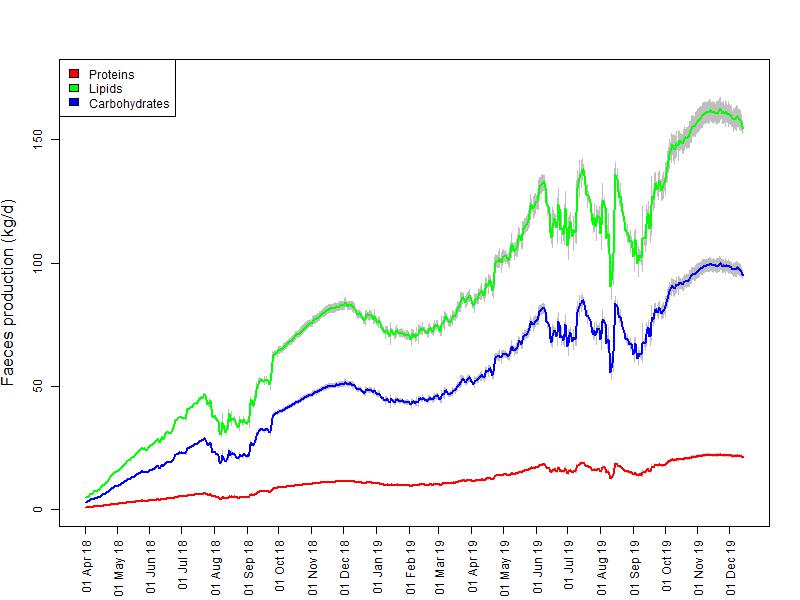 Proteins
Lipids
Carbohydrates
Faeces production (kg/d)
150
100
50
0
01 Apr 18
01 May 18
01 Jun 18
01 Jul 18
01 Aug 18
01 Sep 18
01 Oct 18
01 Nov 18
01 Dec 18
01 Jan 19
01 Feb 19
01 Mar 19
01 Apr 19
01 May 19
01 Jun 19
01 Jul 19
01 Aug 19
01 Sep 19
01 Oct 19
01 Nov 19
01 Dec 19